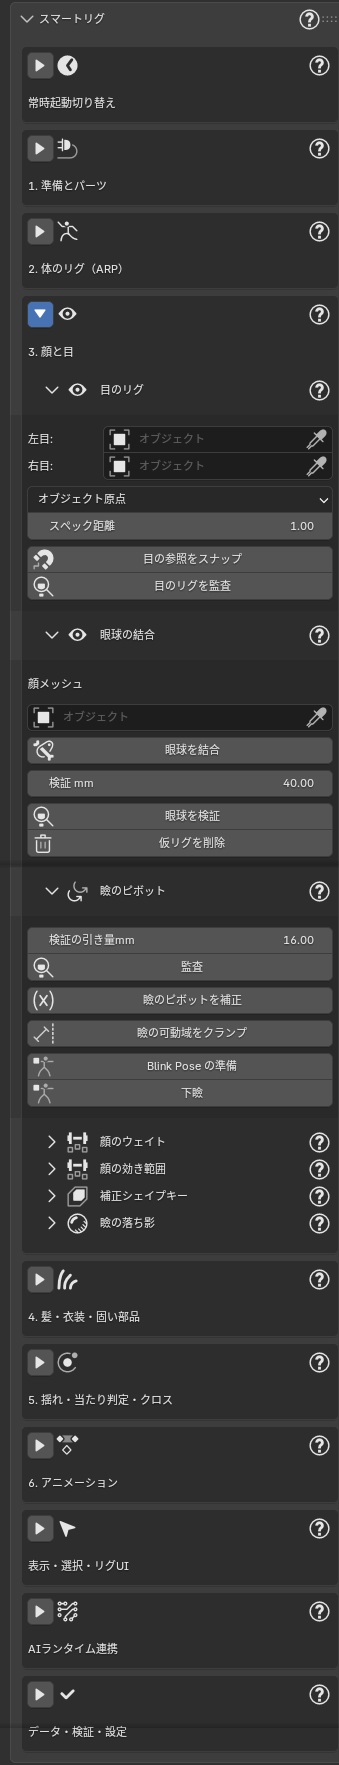 スマートリグ
常時起動切り替え
1. 準備とパーツ
2. 体のリグ（ARP）
3. 顔と目
目のリグ
左目:
オブジェクト
右目:
オブジェクト
オブジェクト原点
スペック距離 1.00
目の参照をスナップ
目のリグを監査
眼球の結合
顔メッシュ
オブジェクト
眼球を結合
検証 mm 40.00
眼球を検証
仮リグを削除
瞼のピボット
検証の引き量mm 16.00
監査
瞼のピボットを補正
瞼の可動域をクランプ
Blink Pose の準備
下瞼
顔のウェイト
顔の効き範囲
補正シェイプキー
瞼の落ち影
4. 髪・衣装・固い部品
5. 揺れ・当たり判定・クロス
6. アニメーション
表示・選択・リグUI
AIランタイム連携
データ・検証・設定